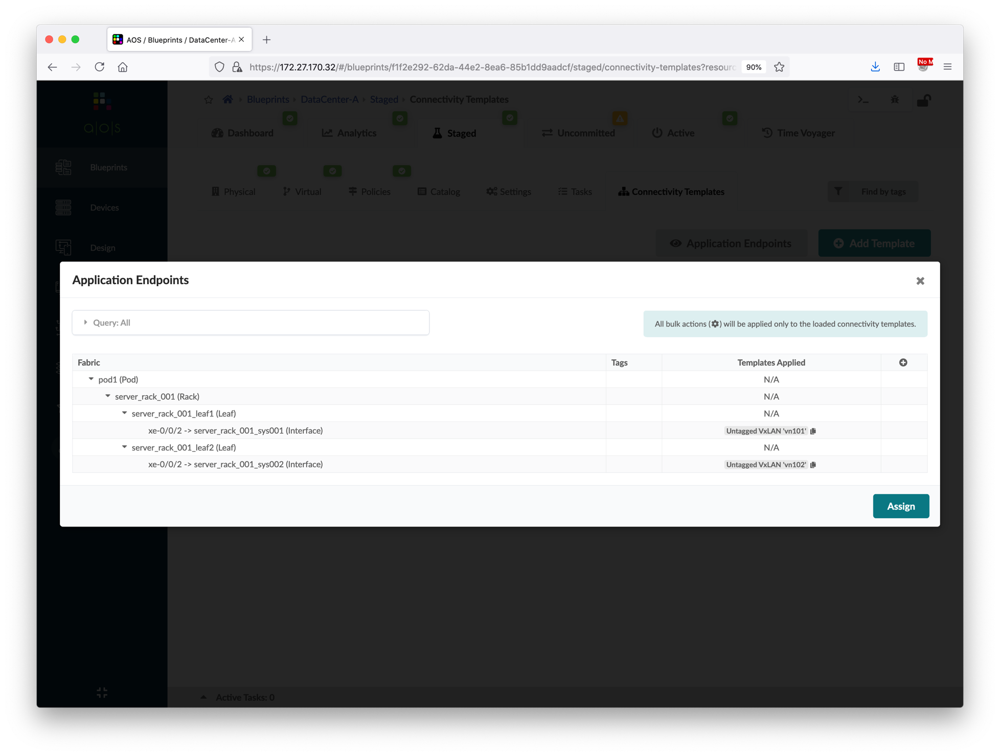 AOS / Blueprints / DataCenter-A
https://172.27.170.32/#/blueprints/f1f2e292-62da-44e2-8ea6-85b1dd9aadcf/staged/connectivity-templates?resourc
90%
No M
a|o|s
Blueprints
DataCenter-A
Staged
Connectivity Templates
Dashboard
Analytics
Staged
Uncommitted
Active
Time Voyager
Blueprints
Devices
Design
Physical
Virtual
Policies
Catalog
Settings
Tasks
Connectivity Templates
Find by tags
Application Endpoints
Add Template
Application Endpoints
Query: All
All bulk actions () will be applied only to the loaded connectivity templates.
Fabric Tags Templates Applied
pod1 (Pod) N/A
server_rack_001 (Rack) N/A
server_rack_001_leaf1 (Leaf) N/A
xe-0/0/2 -> server_rack_001_sys001 (Interface) Untagged VxLAN 'vn101'
server_rack_001_leaf2 (Leaf) N/A
xe-0/0/2 -> server_rack_001_sys002 (Interface) Untagged VxLAN 'vn102'
Assign
Active Tasks: 0